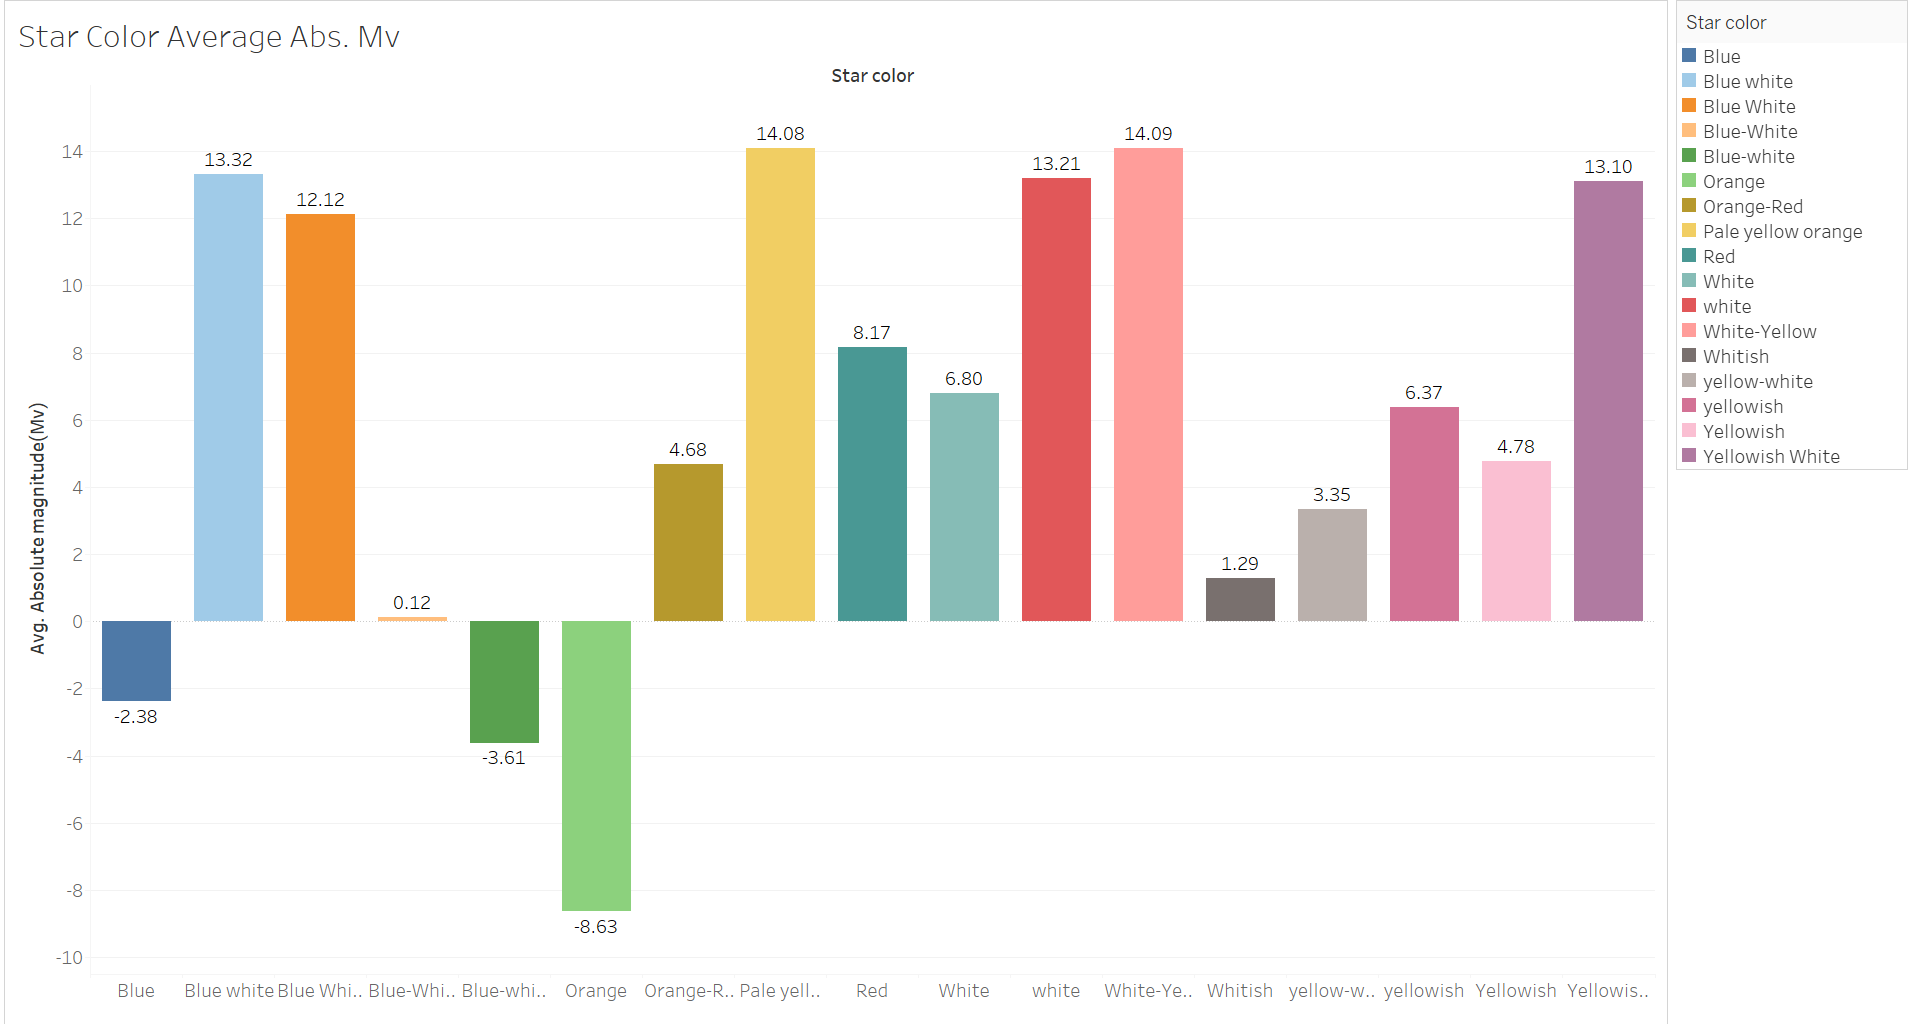 Star Color Average Abs. Mv
Star color
Avg. Absolute magnitude(Mv)
14
12
10
8
6
4
2
0
-2
-4
-6
-8
-10
-2.38
13.32
12.12
0.12
-3.61
-8.63
4.68
14.08
8.17
6.80
13.21
14.09
1.29
3.35
6.37
4.78
13.10
Blue
Blue white
Blue Whi..
Blue-Whi..
Blue-whi..
Orange
Orange-R..
Pale yell..
Red
White
white
White-Ye..
Whitish
yellow-w..
yellowish
Yellowish
Yellowis..
Star color
Blue
Blue white
Blue White
Blue-White
Blue-white
Orange
Orange-Red
Pale yellow orange
Red
White
white
White-Yellow
Whitish
yellow-white
yellowish
Yellowish
Yellowish White